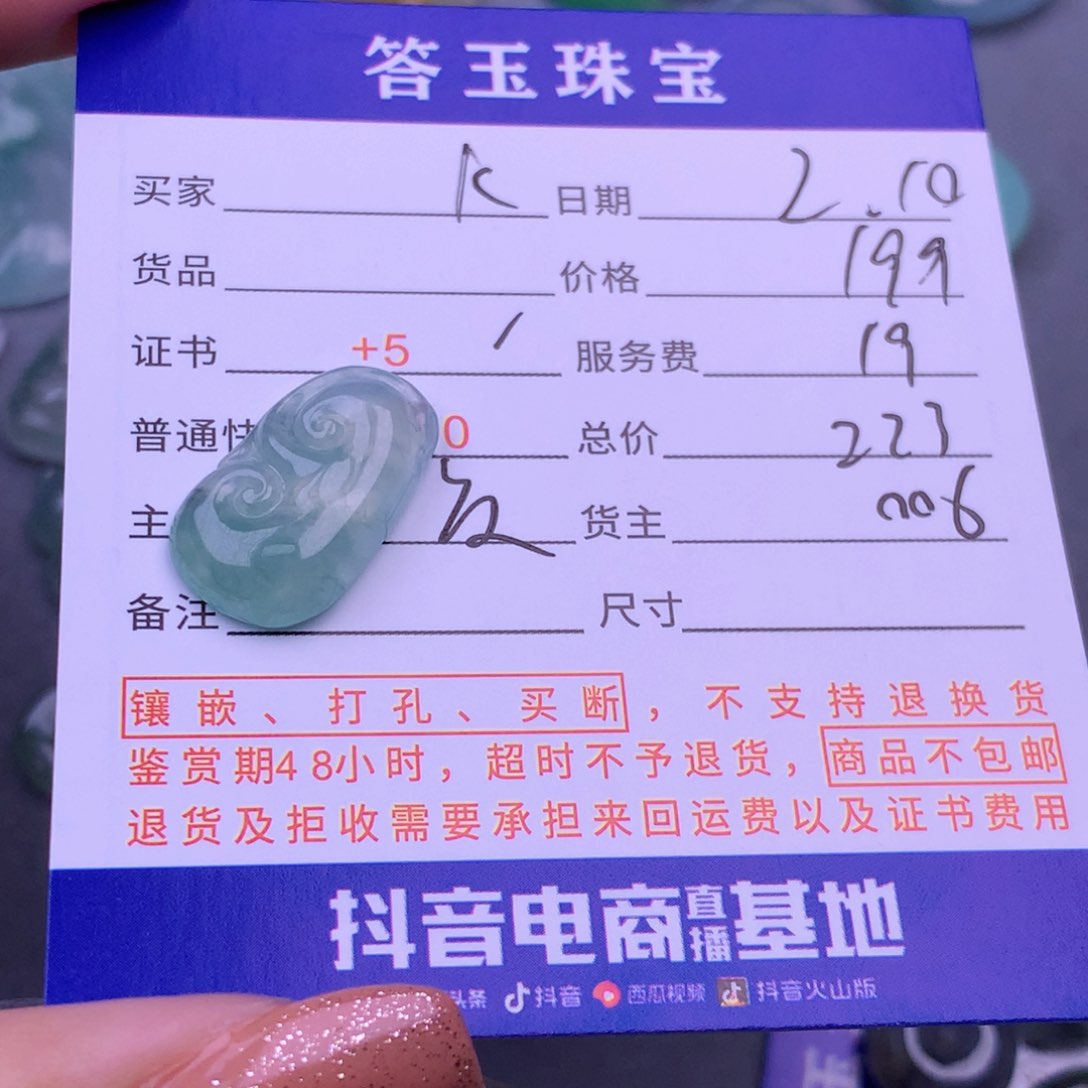 答玉珠宝
买家 K 日期 2.10
货品 价格 199
证书 +5 服务费 19
普通快 0 总价 223
主 货主 006
备注 尺寸
镶嵌、打孔、买断，不支持退换货
鉴赏期48小时，超时不予退货，商品不包邮
退货及拒收需要承担来回运费以及证书费用
抖音电商直播基地
头条 抖音 西瓜视频 抖音火山版
乐